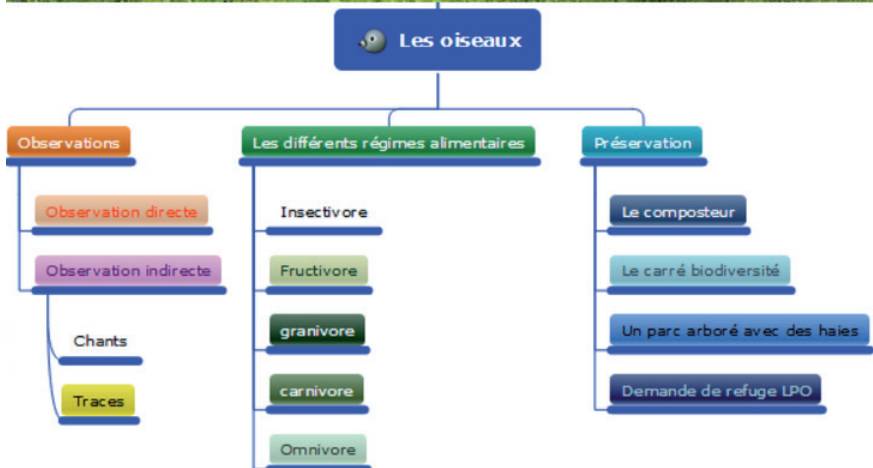 Les oiseaux
Observations
Observation directe
Observation indirecte
Chants
Traces
Les différents régimes alimentaires
Insectivore
Fructivore
granivore
carnivore
Omnivore
Préservation
Le composteur
Le carré biodiversité
Un parc arboré avec des haies
Demande de refuge LPO